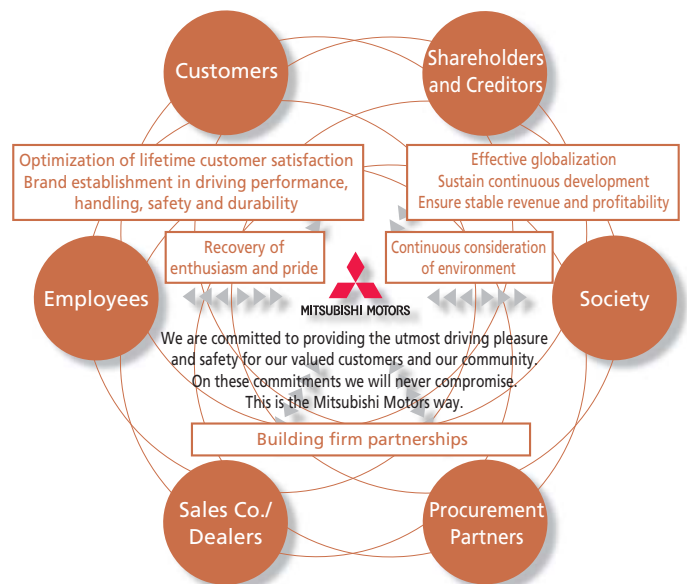 Customers
Shareholders
and Creditors
Optimization of lifetime customer satisfaction
Brand establishment in driving performance,
handling, safety and durability
Effective globalization
Sustain continuous development
Ensure stable revenue and profitability
Recovery of
enthusiasm and pride
Continuous consideration
of environment
Employees
MITSUBISHI MOTORS
Society
We are committed to providing the utmost driving pleasure
and safety for our valued customers and our community.
On these commitments we will never compromise.
This is the Mitsubishi Motors way.
Building firm partnerships
Sales Co./
Dealers
Procurement
Partners